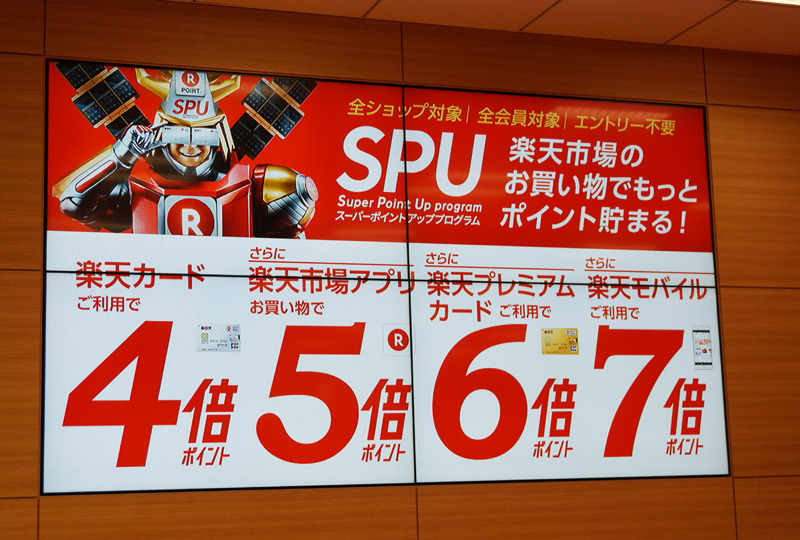 R
POINT
SPU
R
全ショップ対象 | 全会員対象 | エントリー不要
SPU
Super Point Up program
スーパーポイントアッププログラム
楽天市場の
お買い物でもっと
ポイント貯まる!
楽天カード
ご利用で
4倍
ポイント
さらに
楽天市場アプリ
お買い物で
R
5倍
ポイント
さらに
楽天プレミアム
カード ご利用で
6倍
ポイント
さらに
楽天モバイル
ご利用で
7倍
ポイント